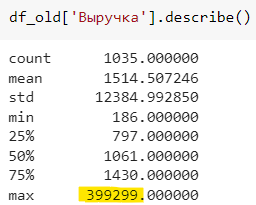 df_old['Выручка'].describe()
count 1035.000000
mean 1514.507246
std 12384.992850
min 186.000000
25% 797.000000
50% 1061.000000
75% 1430.000000
max 399299.000000